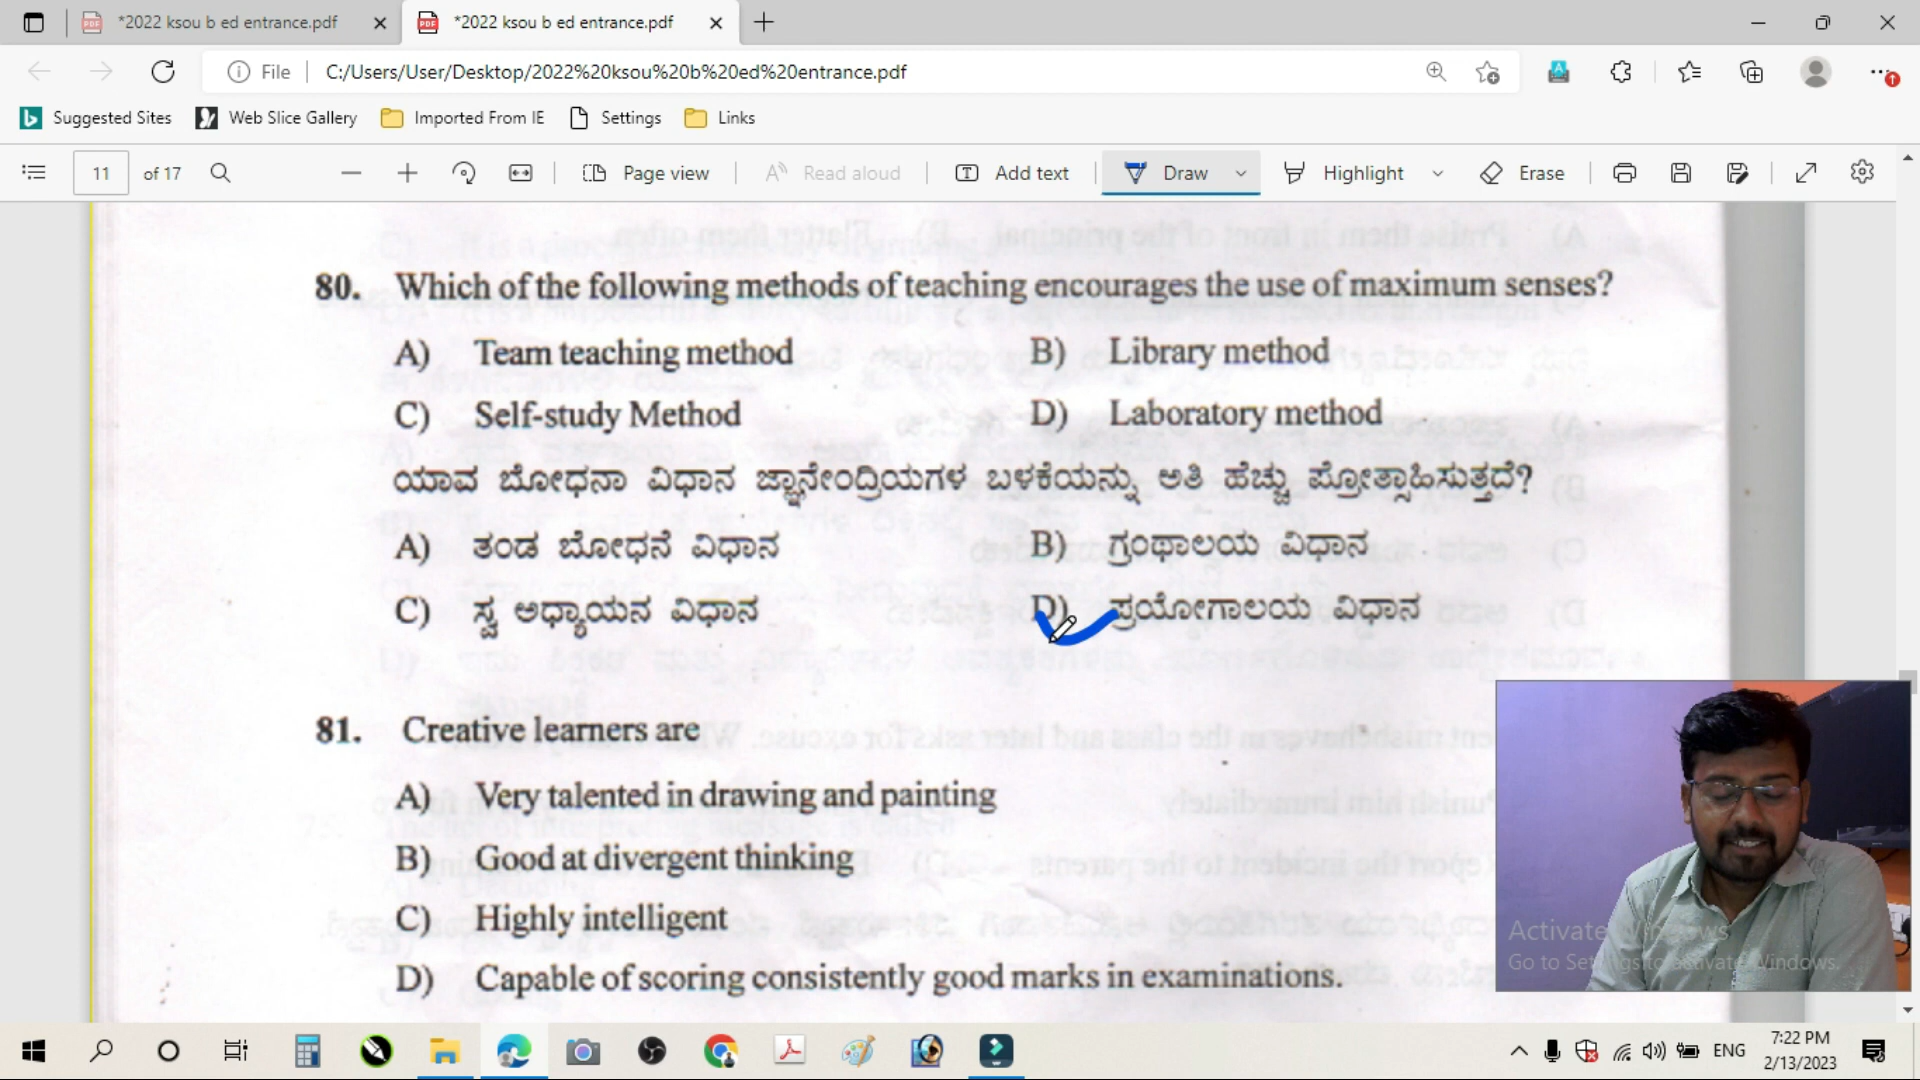 *2022 ksou b ed entrance.pdf
*2022 ksou b ed entrance.pdf
File
C:/Users/User/Desktop/2022%20ksou%20b%20ed%20entrance.pdf
Suggested Sites
Web Slice Gallery
Imported From IE
Settings
Links
11
of 17
Page view
Read aloud
Add text
Draw
Highlight
Erase
80. Which of the following methods of teaching encourages the use of maximum senses?
A) Team teaching method B) Library method
C) Self-study Method D) Laboratory method
ಯಾವ ಬೋಧನಾ ವಿಧಾನ ಜ್ಞಾನೇಂದ್ರಿಯಗಳ ಬಳಕೆಯನ್ನು ಅತಿ ಹೆಚ್ಚು ಪ್ರೋತ್ಸಾಹಿಸುತ್ತದೆ?
A) ತಂಡ ಬೋಧನೆ ವಿಧಾನ B) ಗ್ರಂಥಾಲಯ ವಿಧಾನ
C) ಸ್ವ ಅಧ್ಯಾಯನ ವಿಧಾನ D) ಪ್ರಯೋಗಾಲಯ ವಿಧಾನ
81. Creative learners are
A) Very talented in drawing and painting
B) Good at divergent thinking
C) Highly intelligent
D) Capable of scoring consistently good marks in examinations.
Activate Windows
Go to Settings to activate Windows.
ENG
7:22 PM
2/13/2023